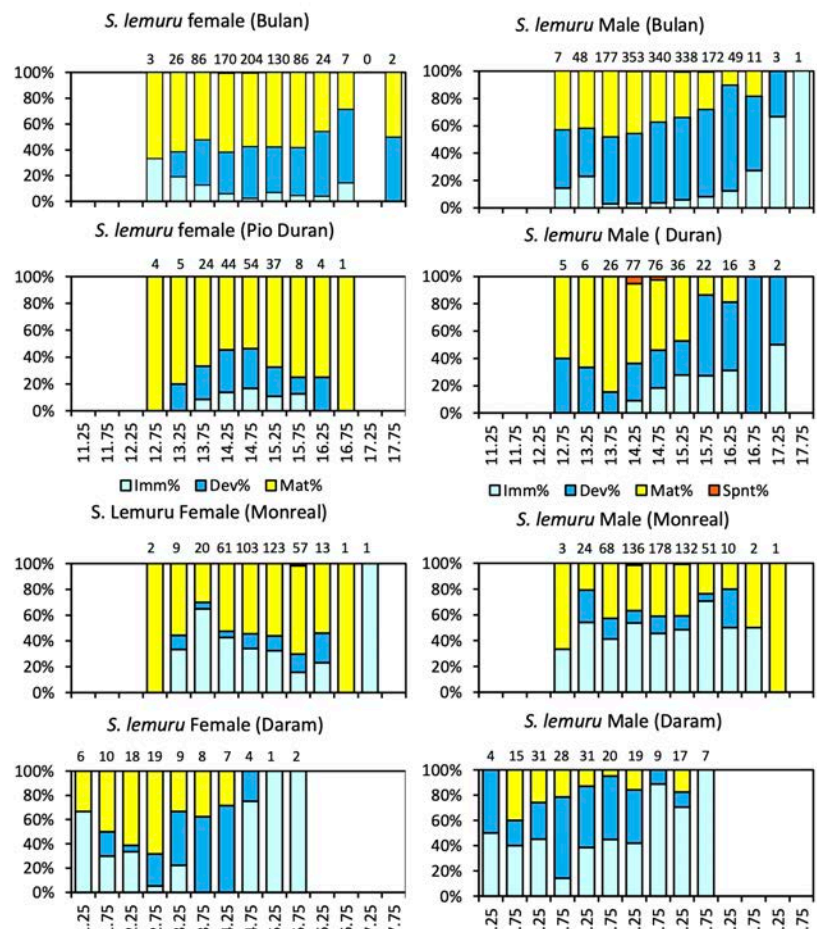 S. lemuru female (Bulan)
3 26 86 170 204 130 86 24 7 0 2
100%
80%
60%
40%
20%
0%
S. lemuru Male (Bulan)
7 48 177 353 340 338 172 49 11 3 1
100%
80%
60%
40%
20%
0%
S. lemuru female (Pio Duran)
4 5 24 44 54 37 8 4 1
100%
80%
60%
40%
20%
0%
11.25 11.75 12.25 12.75 13.25 13.75 14.25 14.75 15.25 15.75 16.25 16.75 17.25 17.75
Imm% Dev% Mat%
S. lemuru Male ( Duran)
5 6 26 77 76 36 22 16 3 2
100%
80%
60%
40%
20%
0%
11.25 11.75 12.25 12.75 13.25 13.75 14.25 14.75 15.25 15.75 16.25 16.75 17.25 17.75
Imm% Dev% Mat% Spnt%
S. Lemuru Female (Monreal)
2 9 20 61 103 123 57 13 1 1
100%
80%
60%
40%
20%
0%
S. lemuru Male (Monreal)
3 24 68 136 178 132 51 10 2 1
100%
80%
60%
40%
20%
0%
S. lemuru Female (Daram)
6 10 18 19 9 8 7 4 1 2
100%
80%
60%
40%
20%
0%
S. lemuru Male (Daram)
4 15 31 28 31 20 19 9 17 7
100%
80%
60%
40%
20%
0%